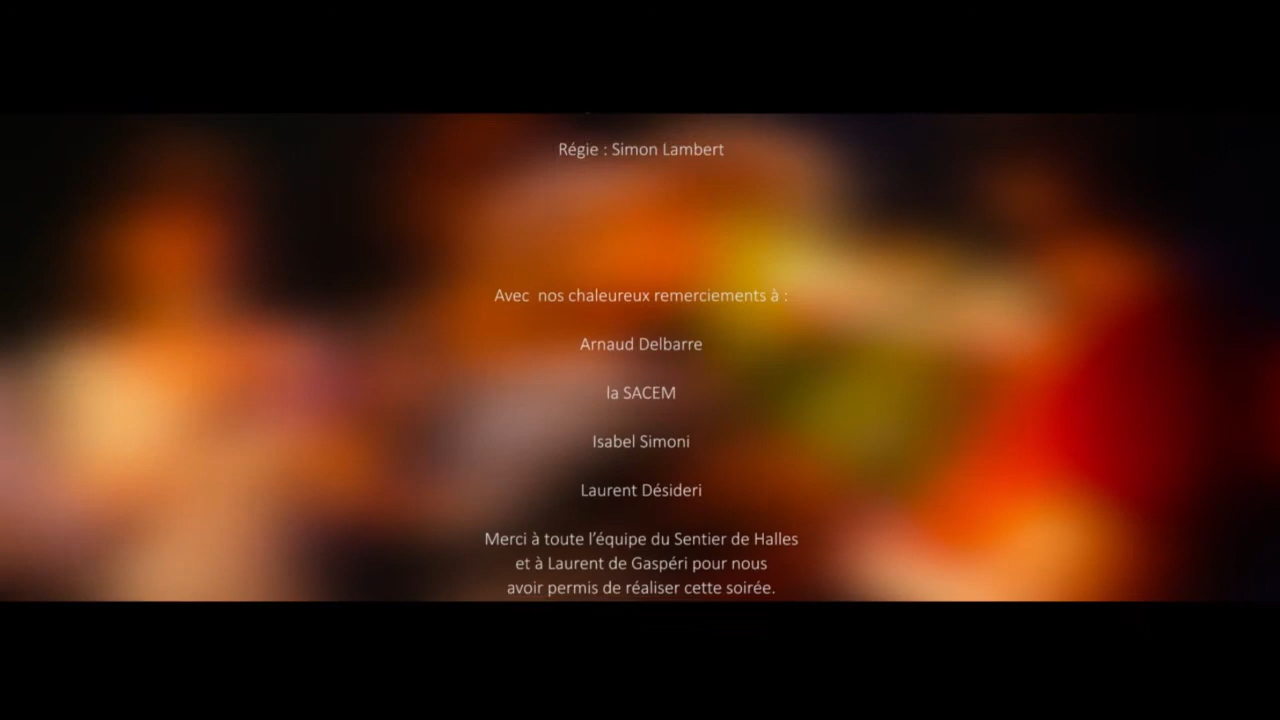 Régie : Simon Lambert
Avec nos chaleureux remerciements à :
Arnaud Delbarre
la SACEM
Isabel Simoni
Laurent Désideri
Merci à toute l’équipe du Sentier de Halles
et à Laurent de Gaspéri pour nous
avoir permis de réaliser cette soirée.